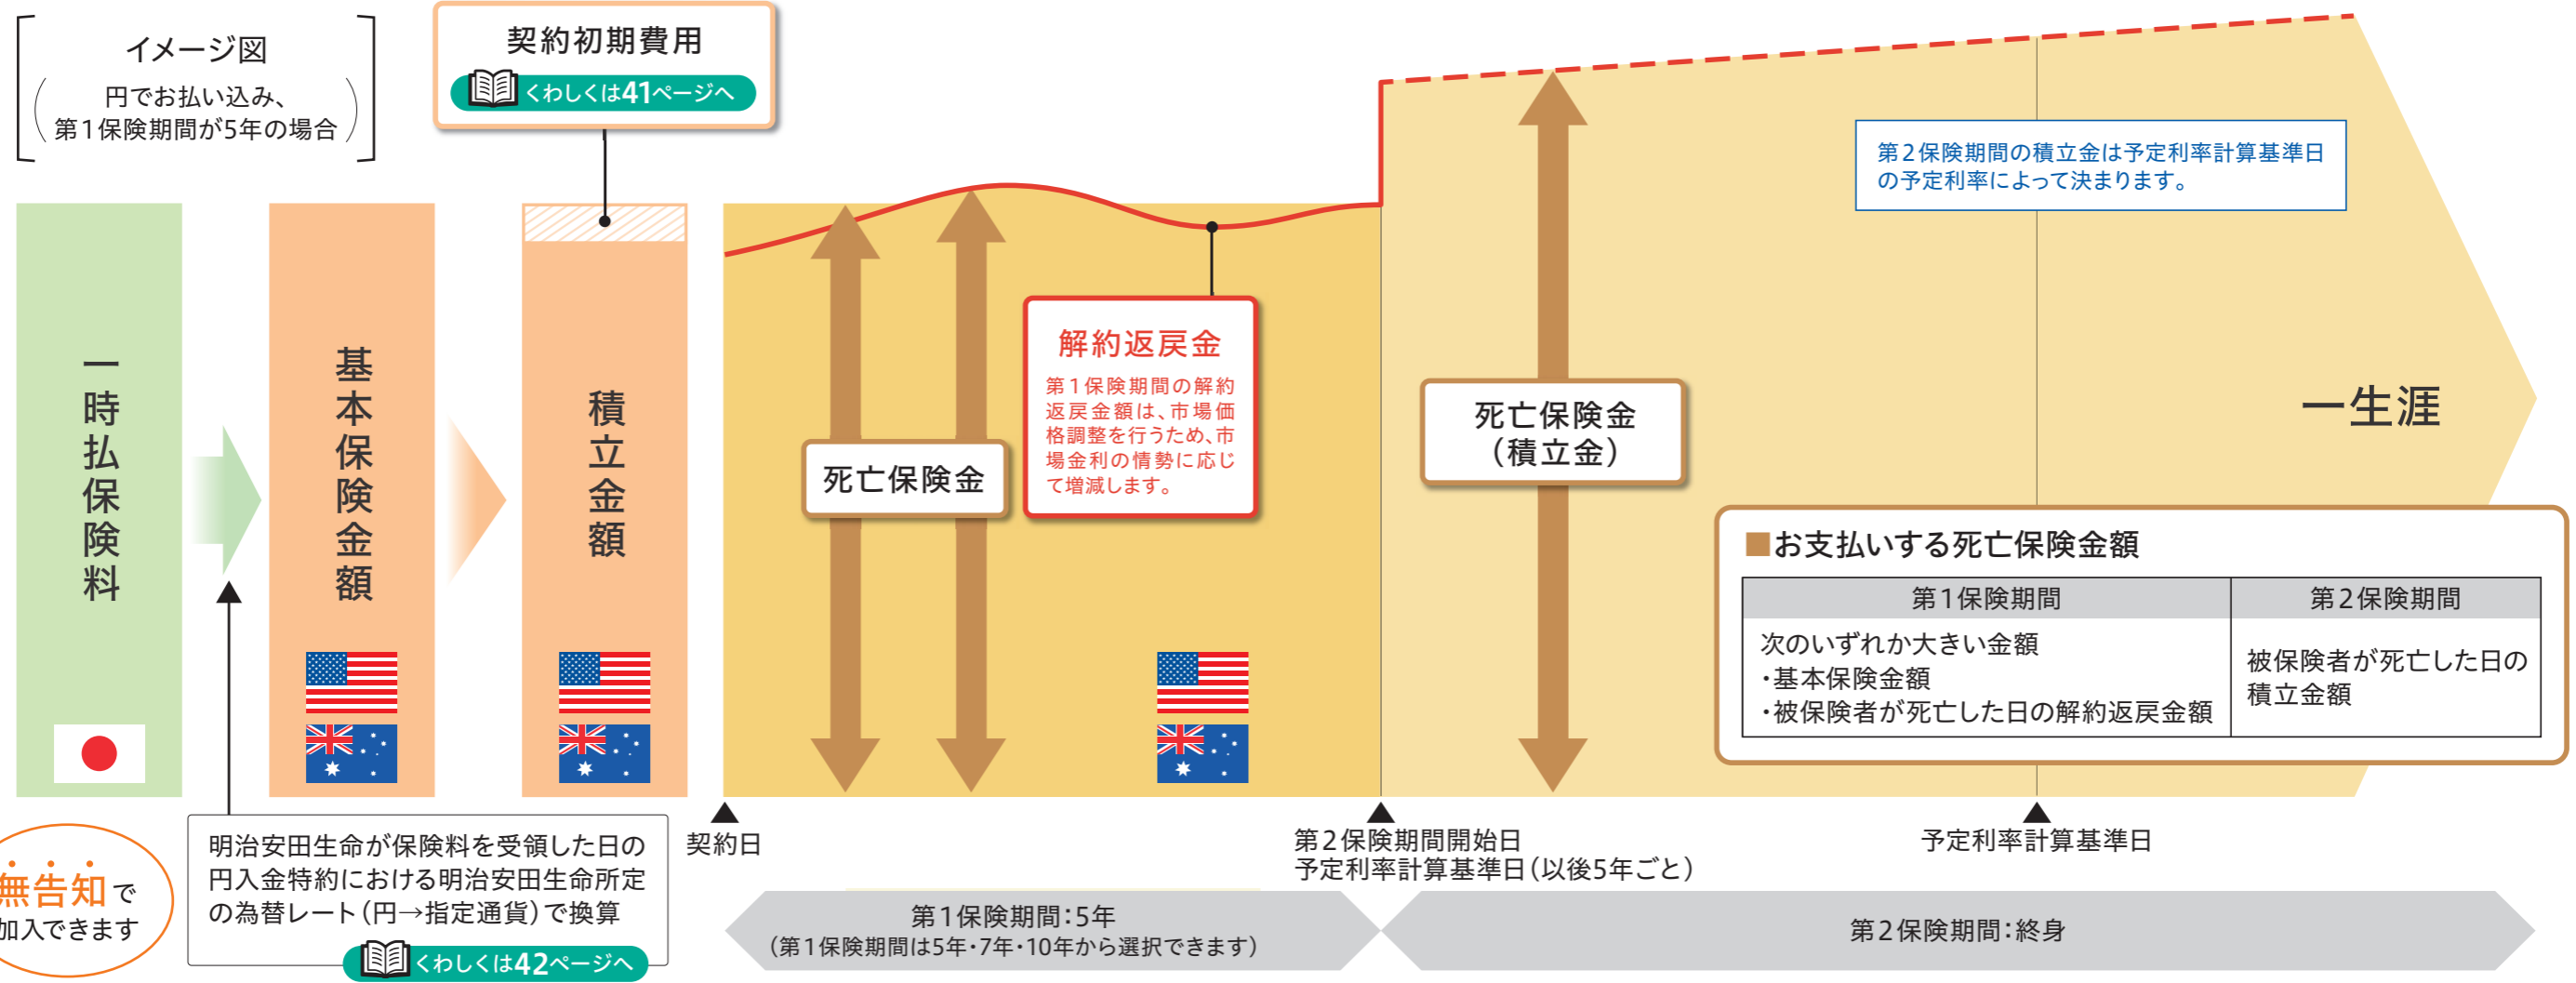 イメージ図
円でお払い込み、
第1保険期間が5年の場合
契約初期費用
くわしくは41ページへ
一時払保険料
基本保険金額
積立金額
死亡保険金
解約返戻金
第1保険期間の解約
返戻金額は、市場価
格調整を行うため、市
場金利の情勢に応じ
て増減します。
死亡保険金
（積立金）
第2保険期間の積立金は予定利率計算基準日
の予定利率によって決まります。
一生涯
■お支払いする死亡保険金額
第1保険期間
第2保険期間
次のいずれか大きい金額
・基本保険金額
・被保険者が死亡した日の解約返戻金額
被保険者が死亡した日の
積立金額
無告知で
加入できます
明治安田生命が保険料を受領した日の
円入金特約における明治安田生命所定
の為替レート（円→指定通貨）で換算
くわしくは42ページへ
契約日
第2保険期間開始日
予定利率計算基準日（以後5年ごと）
予定利率計算基準日
第1保険期間：5年
（第1保険期間は5年・7年・10年から選択できます）
第2保険期間：終身